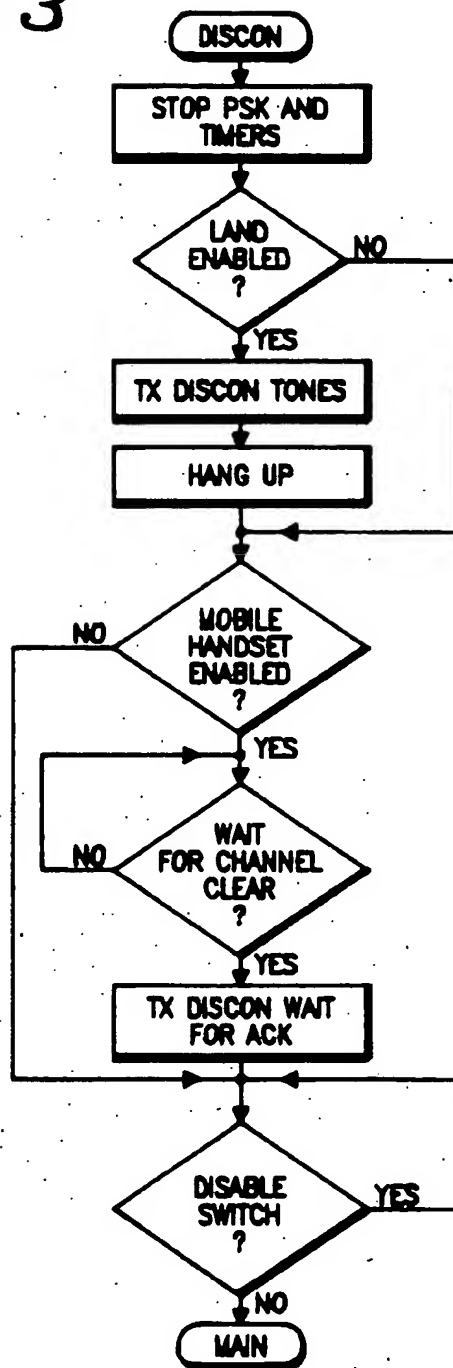 3
DISCON
STOP PSK AND
TIMERS
LAND
ENABLED
?
NO
YES
TX DISCON TONES
HANG UP
MOBILE
HANDSET
ENABLED
?
NO
YES
WAIT
FOR CHANNEL
CLEAR
?
NO
YES
TX DISCON WAIT
FOR ACK
DISABLE
SWITCH
?
YES
NO
MAIN